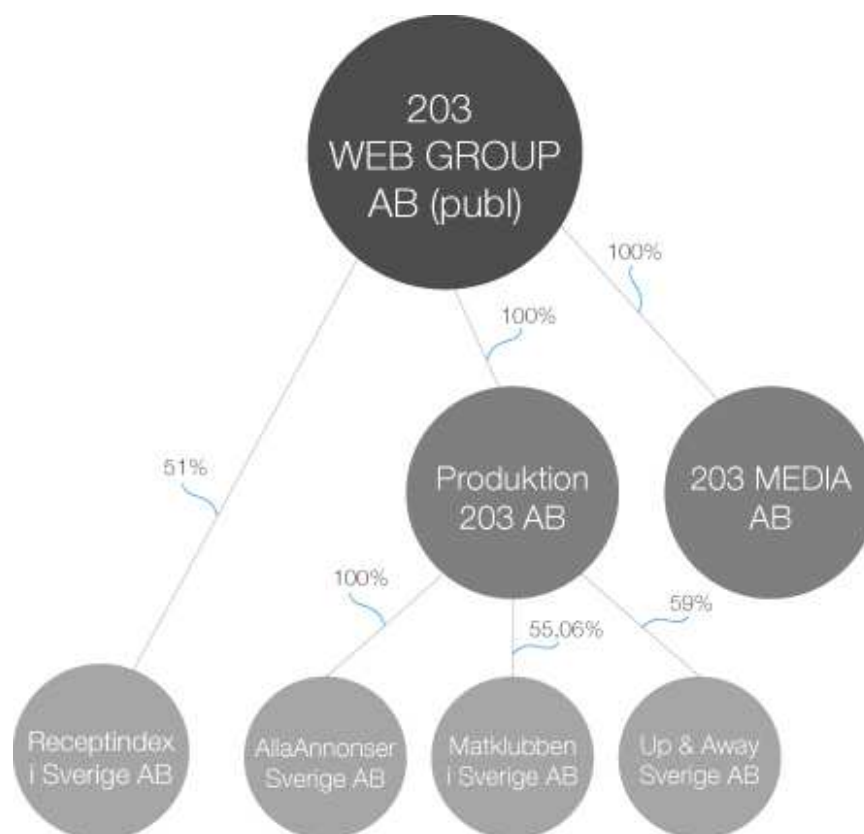 203
WEB GROUP
AB (publ)
100%
100%
51%
Produktion
203 AB
203 MEDIA
AB
100%
55.06%
59%
Receptindex
i Sverige AB
AllaAnnonser
Sverige AB
Matklubben
i Sverige AB
Up & Away
Sverige AB